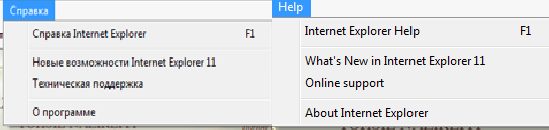 Справка
Справка Internet Explorer F1
Новые возможности Internet Explorer 11
Техническая поддержка
О программе
Help
Internet Explorer Help F1
What's New in Internet Explorer 11
Online support
About Internet Explorer